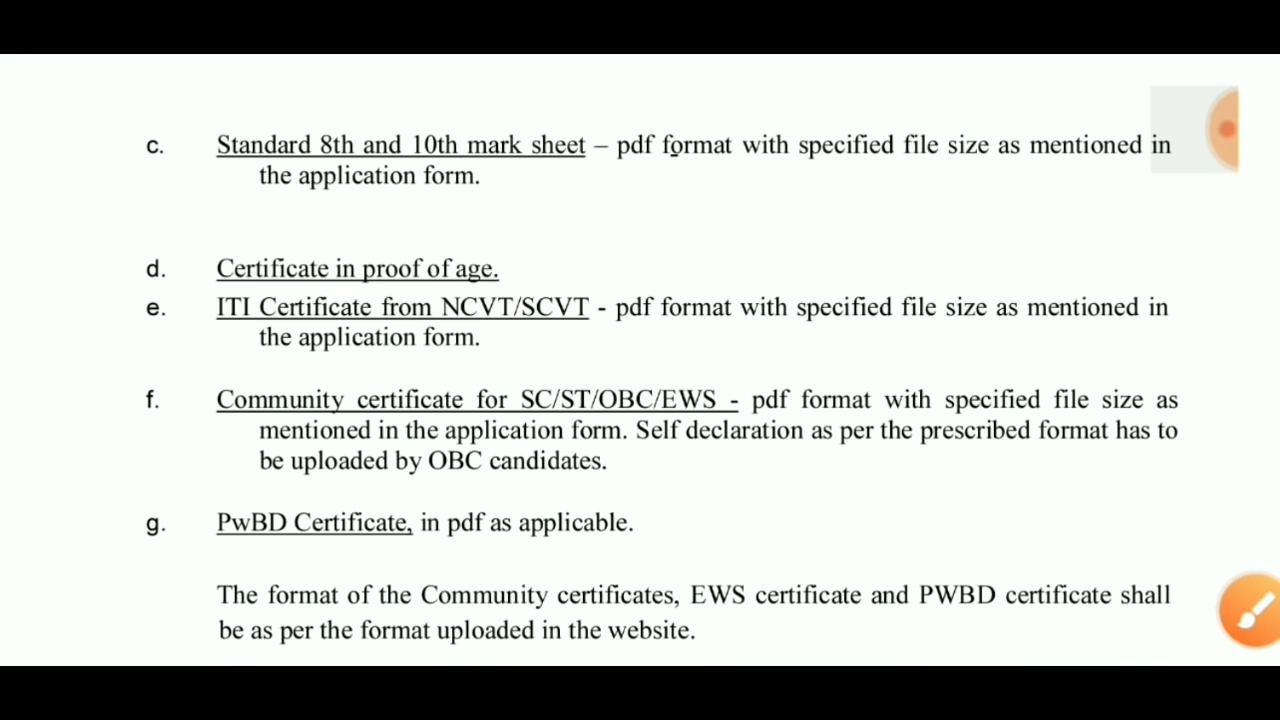 c. Standard 8th and 10th mark sheet – pdf format with specified file size as mentioned in
the application form.
d. Certificate in proof of age.
e. ITI Certificate from NCVT/SCVT - pdf format with specified file size as mentioned in
the application form.
f. Community certificate for SC/ST/OBC/EWS - pdf format with specified file size as
mentioned in the application form. Self declaration as per the prescribed format has to
be uploaded by OBC candidates.
g. PwBD Certificate, in pdf as applicable.
The format of the Community certificates, EWS certificate and PWBD certificate shall
be as per the format uploaded in the website.